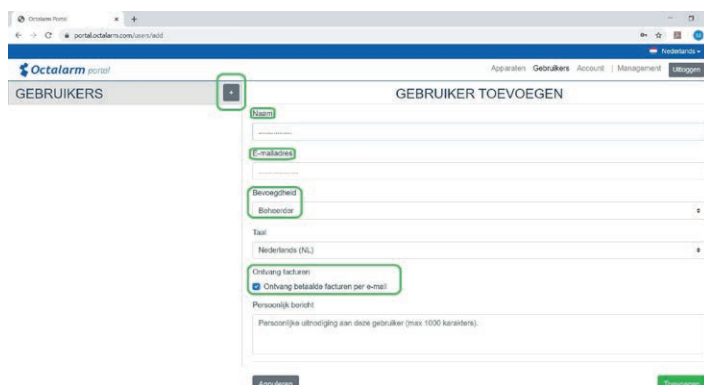 Octalarm Portal
portal.octalarm.com/users/add
Nederlands
Octalarm portal
Apparaten Gebruikers Account | Management Uitloggen
GEBRUIKERS
+
GEBRUIKER TOEVOEGEN
Naam
E-mailadres
Bevoegdheid
Beheerder
Taal
Nederlands (NL)
Ontvang facturen
Ontvang betaalde facturen per e-mail
Persoonlijk bericht
Persoonlijke uitnodiging aan deze gebruiker (max 1000 karakters).
Annuleren
Toevoegen